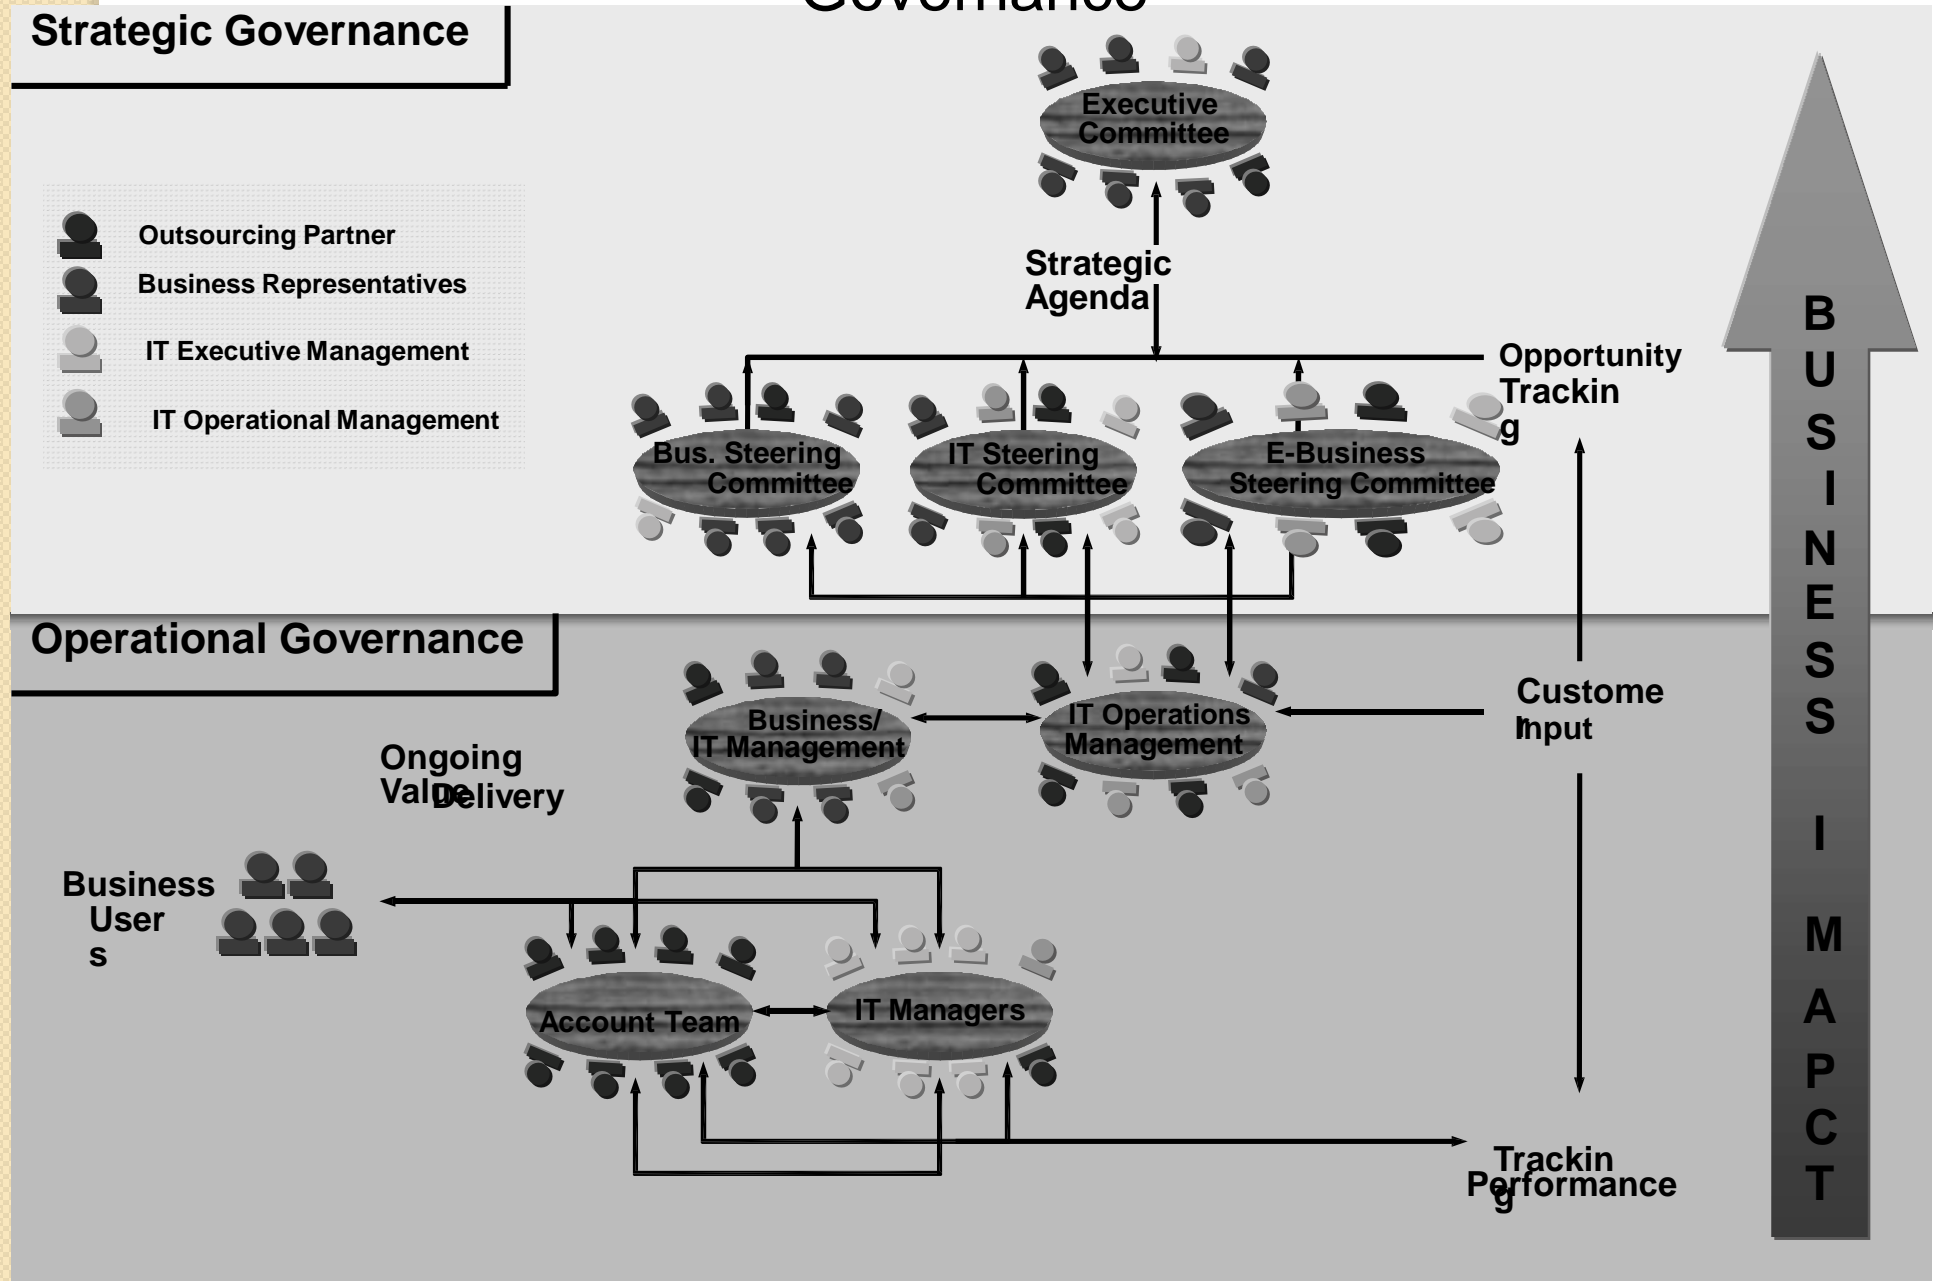 Governance
Strategic Governance
Executive
Committee
Outsourcing Partner
Business Representatives
IT Executive Management
IT Operational Management
Strategic
Agenda
Opportunity
Trackin
g
Bus. Steering
Committee
IT Steering
Committee
E-Business
Steering Committee
Operational Governance
Business/
IT Management
IT Operations
Management
Custome
r
Input
Ongoing
Value
Delivery
Business
User
s
Account Team
IT Managers
Trackin
g
Performance
B
U
S
I
N
E
S
S
I
M
P
A
C
T